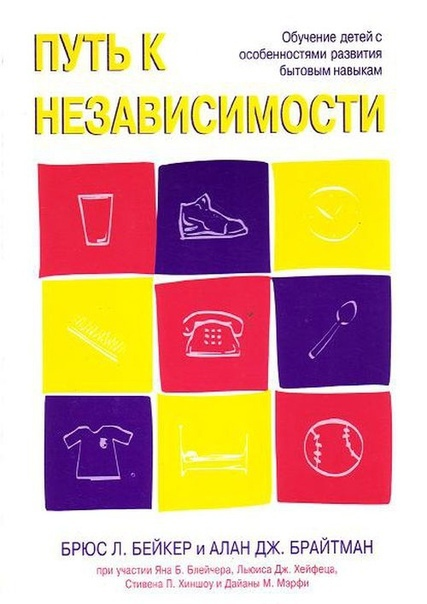 ПУТЬ К
НЕЗАВИСИМОСТИ
Обучение детей с
особенностями развития
бытовым навыкам
БРЮС Л. БЕЙКЕР и АЛАН ДЖ. БРАЙТМАН
при участии Яна Б. Блейчера, Льюиса Дж. Хейфеца,
Стивена П. Хиншоу и Дайаны М. Мэрфи